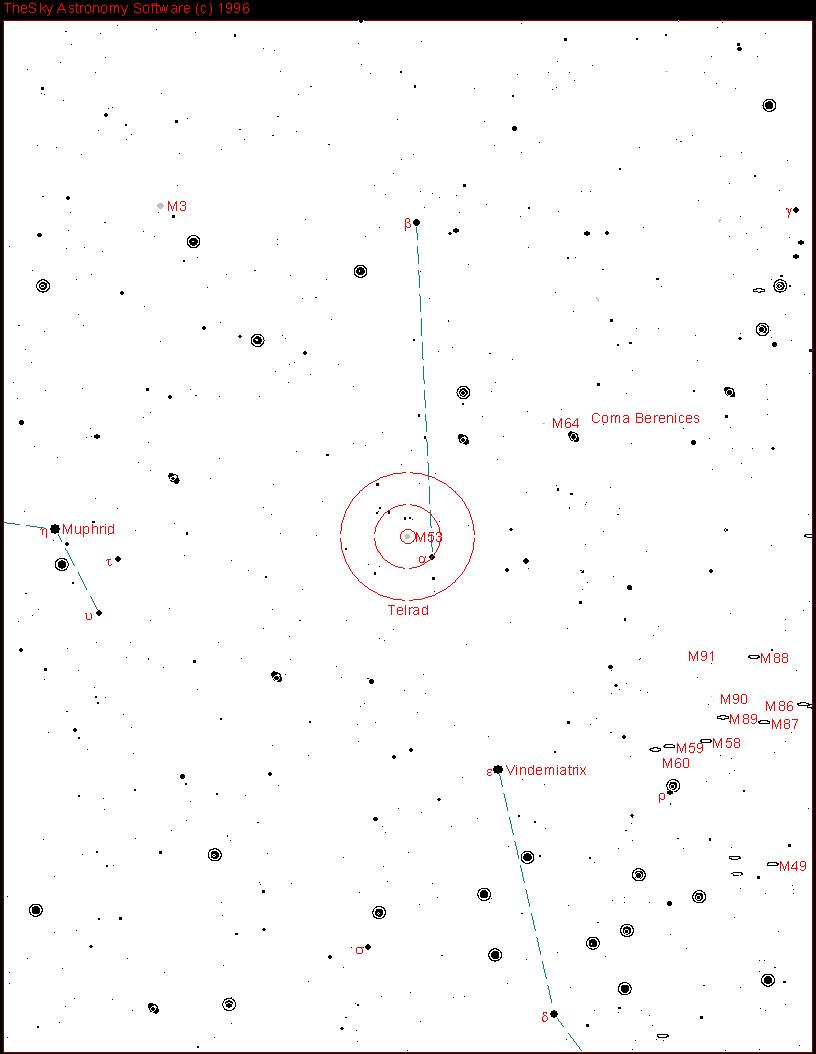 TheSky Astronomy Software (c) 1996
M3
β
γ
M64
Coma Berenices
η
Muphrid
M53
α
τ
Telrad
υ
M91
M88
M90
M86
M89
M87
M59
M58
M60
ε
Vindemiatrix
ρ
M49
σ
δ